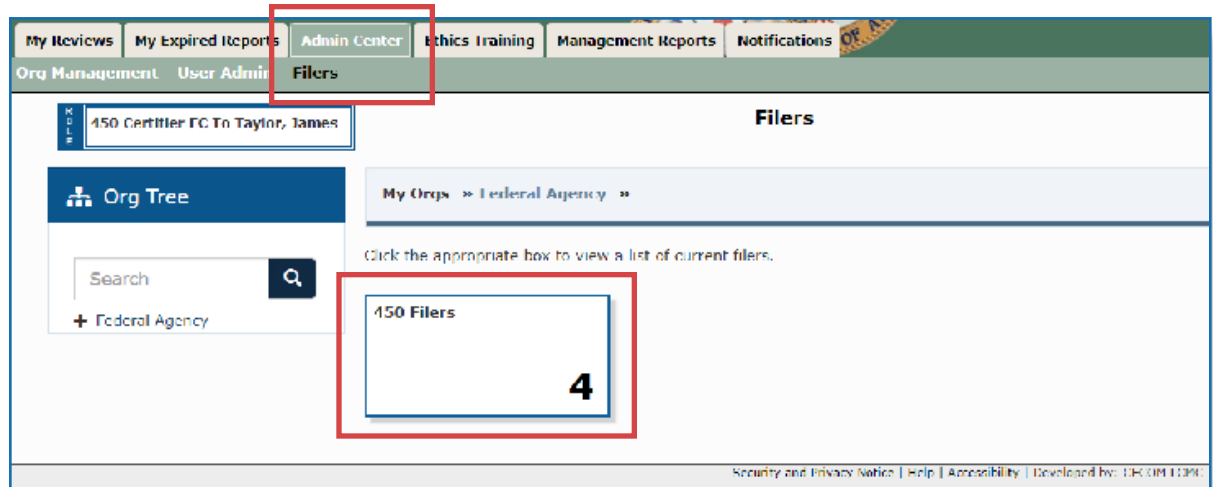 My Reviews My Expired Reports Admin Center Ethics Training Management Reports Notifications
Org Management User Admin Filers
ROLE
450 Certifier FC To Taylor, James
Filers
Org Tree
My Orgs » Federal Agency »
Search
Click the appropriate box to view a list of current filers.
+ Federal Agency
450 Filers
4
Security and Privacy Notice | Help | Accessibility | Developed by: CECOM